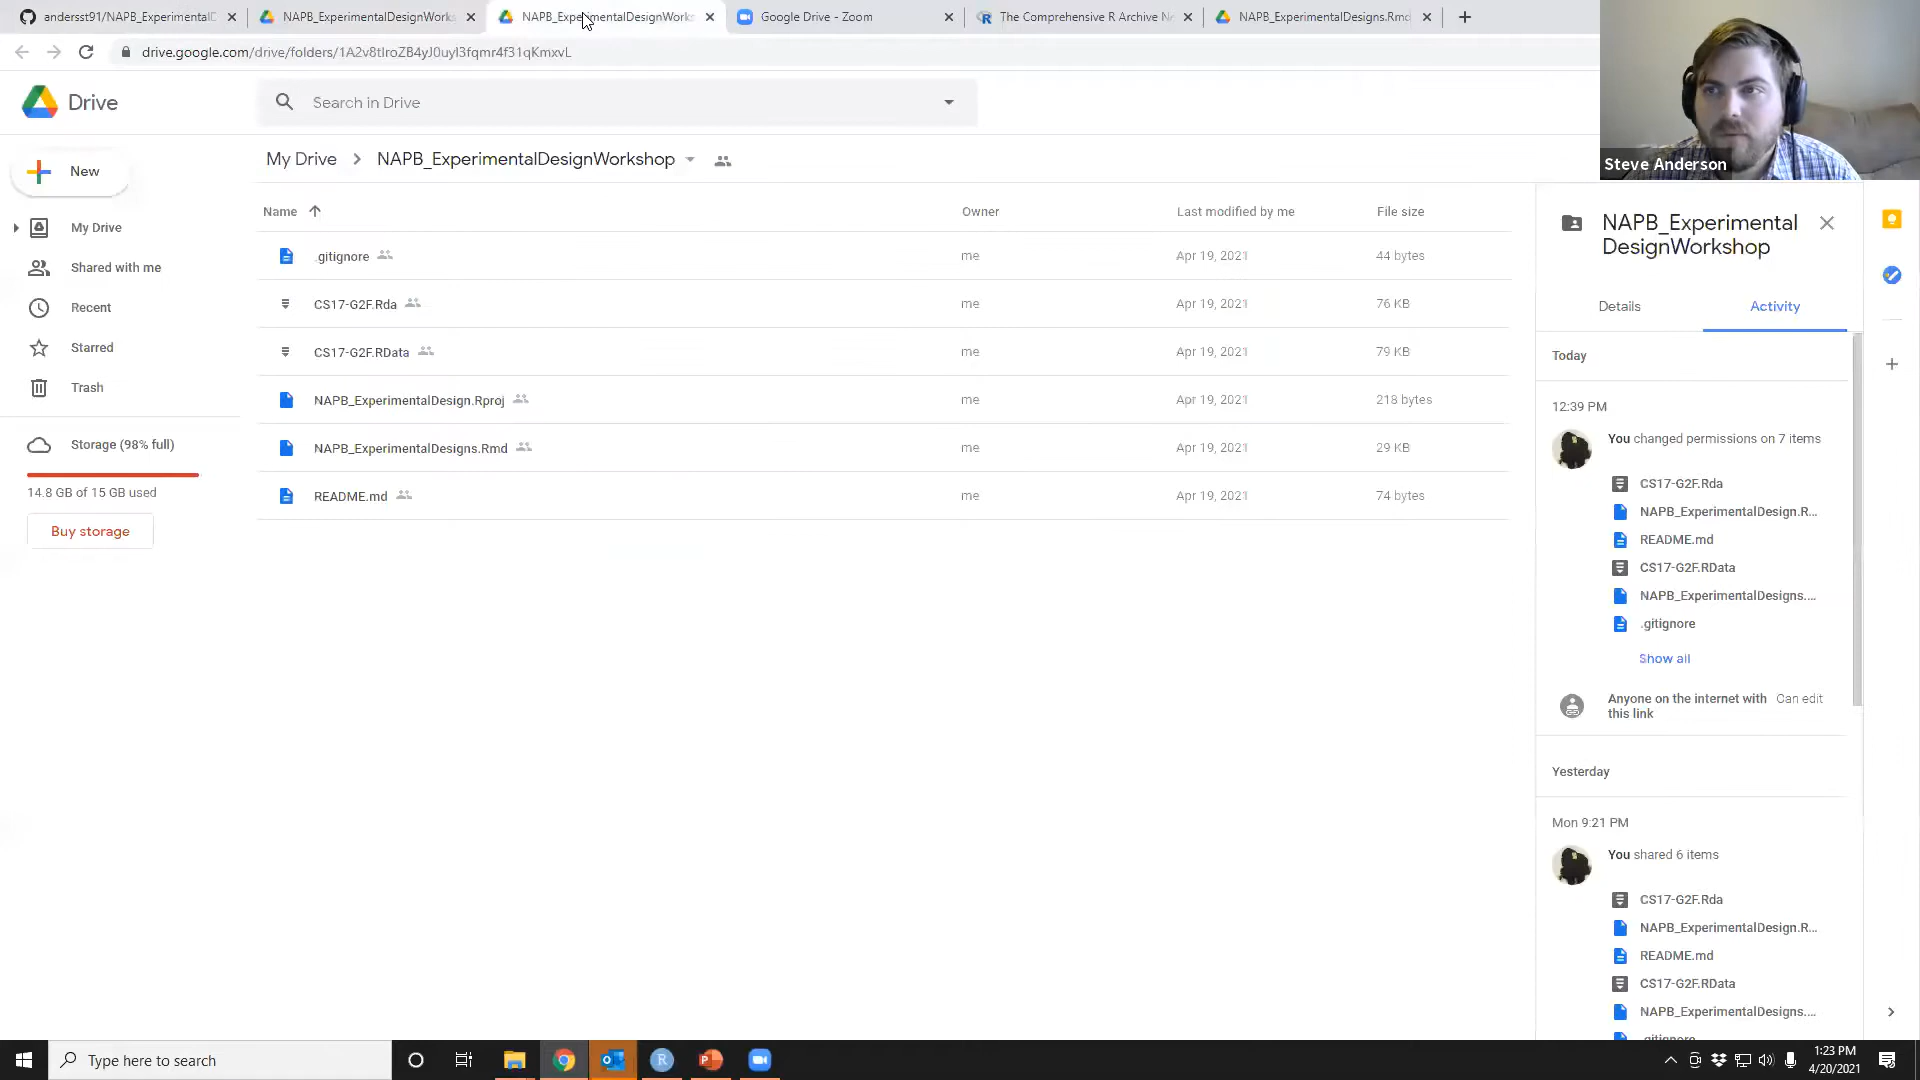 andersst91/NAPB_Experimental
NAPB_ExperimentalDesignWorks
NAPB_ExperimentalDesignWorks
Google Drive - Zoom
The Comprehensive R Archive Ne
NAPB_ExperimentalDesigns.Rmd
drive.google.com/drive/folders/
Drive
Search in Drive
Steve Anderson
New
My Drive
NAPB_ExperimentalDesignWorkshop
My Drive
Shared with me
Recent
Starred
Trash
Storage (98% full)
14.8 GB of 15 GB used
Buy storage
Name Owner Last modified by me File size
.gitignore me Apr 19, 2021 44 bytes
CS17-G2F.Rda me Apr 19, 2021 76 KB
CS17-G2F.RData me Apr 19, 2021 79 KB
NAPB_ExperimentalDesign.Rproj me Apr 19, 2021 218 bytes
NAPB_ExperimentalDesigns.Rmd me Apr 19, 2021 29 KB
README.md me Apr 19, 2021 74 bytes
NAPB_Experimental
DesignWorkshop
Details Activity
Today
12:39 PM
You changed permissions on 7 items
CS17-G2F.Rda
NAPB_ExperimentalDesign.R...
README.md
CS17-G2F.RData
NAPB_ExperimentalDesigns....
.gitignore
Show all
Anyone on the internet with Can edit
this link
Yesterday
Mon 9:21 PM
You shared 6 items
CS17-G2F.Rda
NAPB_ExperimentalDesign.R...
README.md
CS17-G2F.RData
NAPB_ExperimentalDesigns....
.gitignore
Type here to search
1:23 PM
4/20/2021